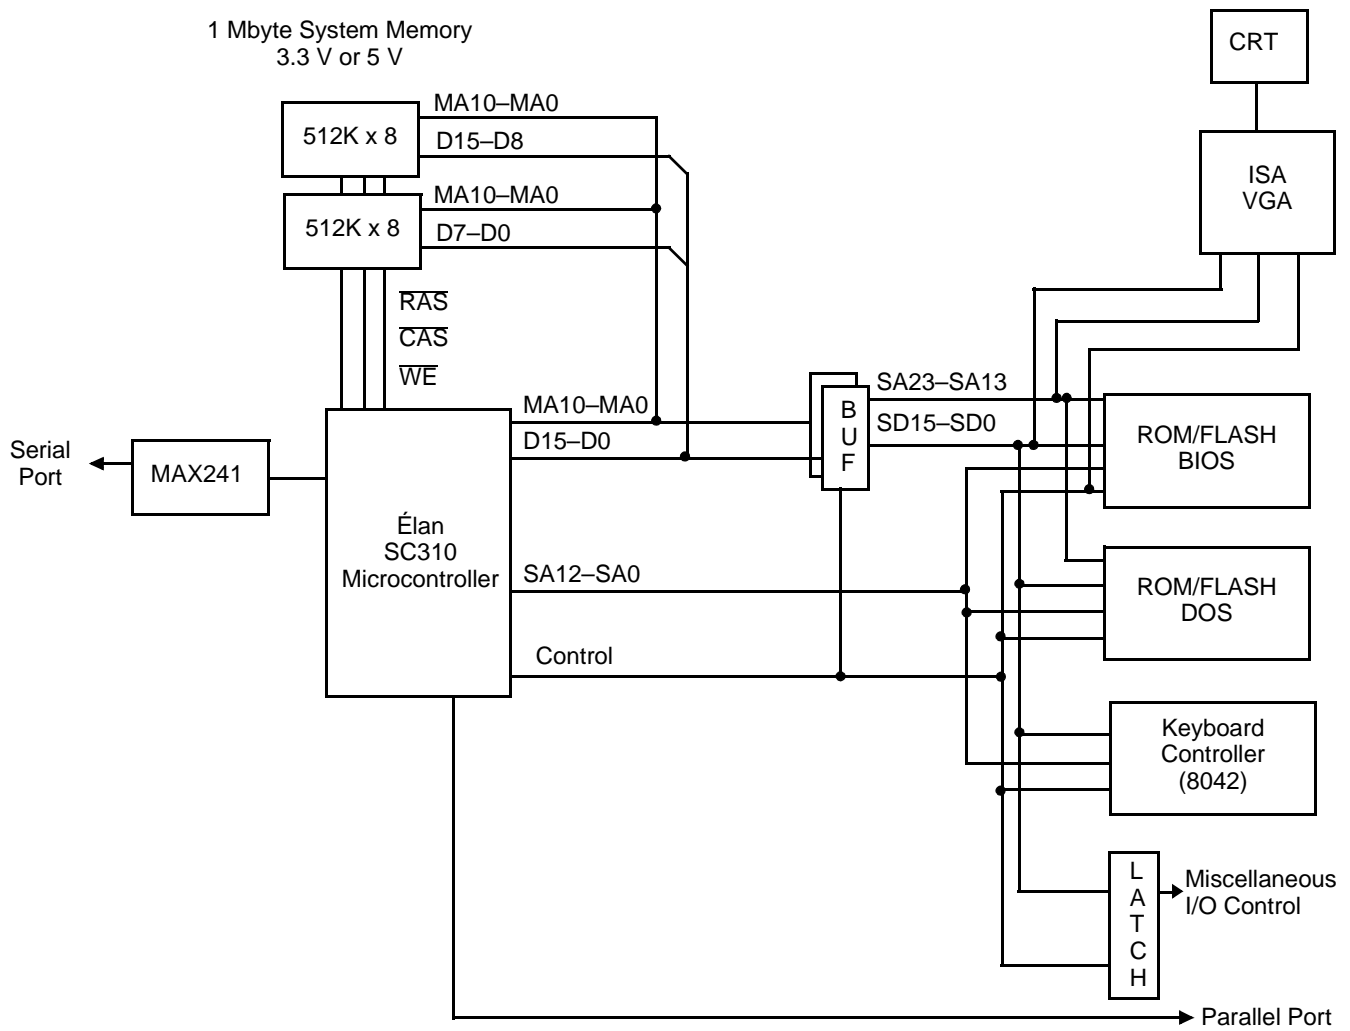 1 Mbyte System Memory
3.3 V or 5 V
CRT
512K x 8
MA10–MA0
D15–D8
ISA
VGA
512K x 8
MA10–MA0
D7–D0
RAS
CAS
WE
MA10–MA0
D15–D0
B
U
F
SA23–SA13
SD15–SD0
ROM/FLASH
BIOS
Serial
Port
MAX241
Élan
SC310
Microcontroller
SA12–SA0
Control
ROM/FLASH
DOS
Keyboard
Controller
(8042)
L
A
T
C
H
Miscellaneous
I/O Control
Parallel Port